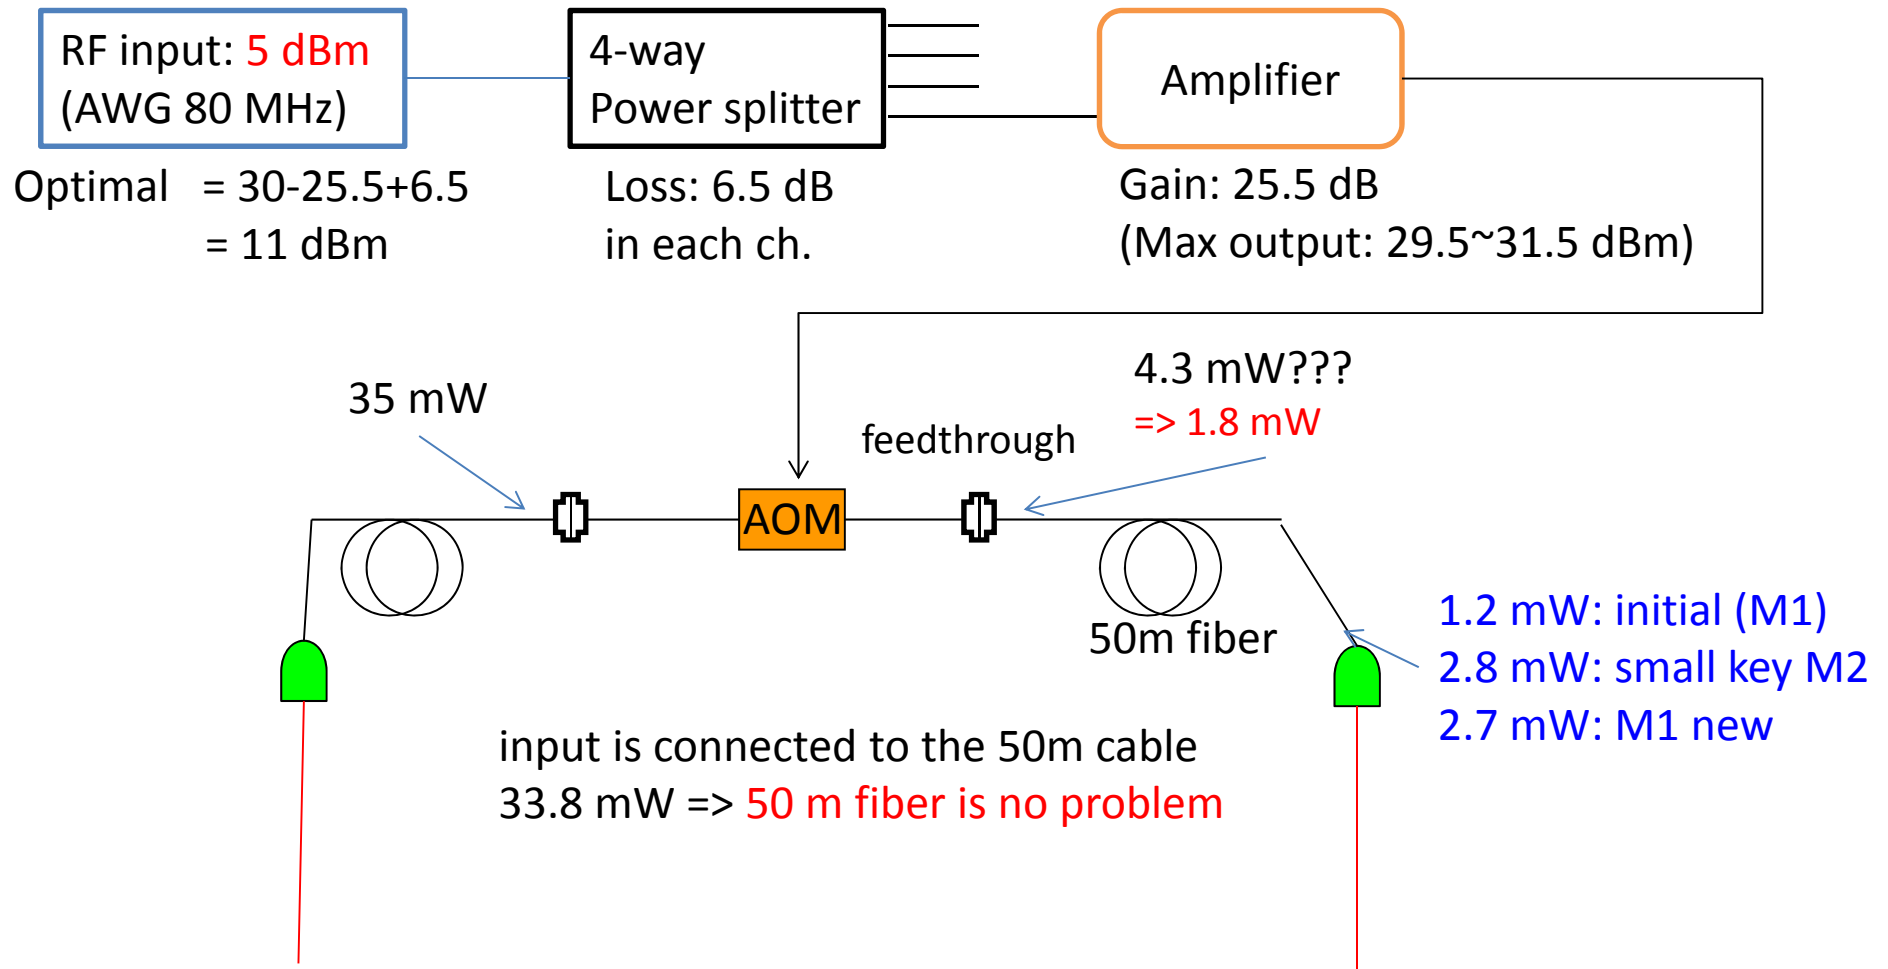 RF input: 5 dBm
(AWG 80 MHz)
4-way
Power splitter
Amplifier
Optimal = 30-25.5+6.5
= 11 dBm
Loss: 6.5 dB
in each ch.
Gain: 25.5 dB
(Max output: 29.5~31.5 dBm)
35 mW
feedthrough
4.3 mW???
=> 1.8 mW
AOM
50m fiber
1.2 mW: initial (M1)
2.8 mW: small key M2
2.7 mW: M1 new
input is connected to the 50m cable
33.8 mW => 50 m fiber is no problem